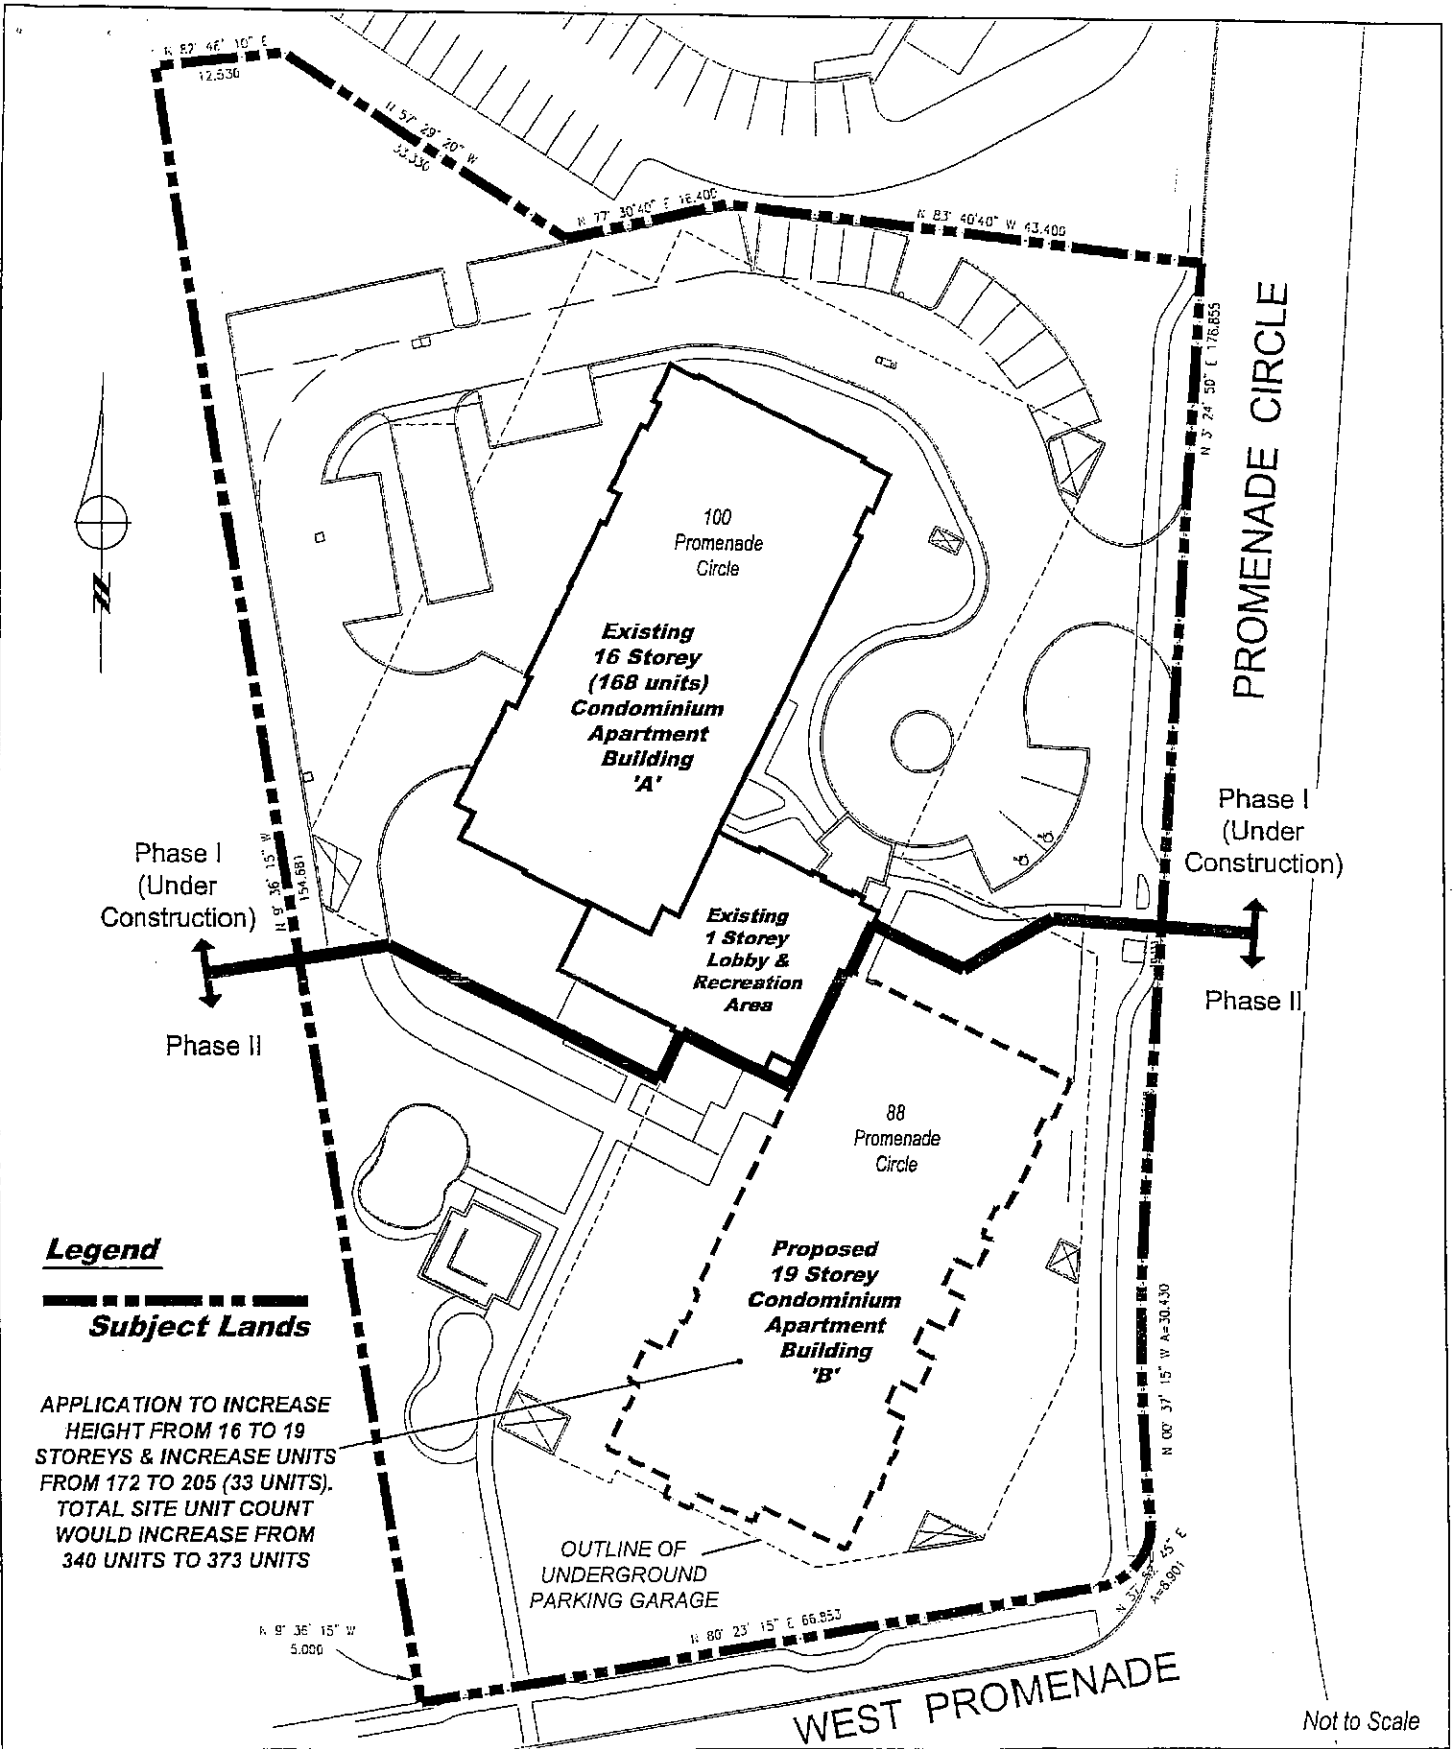 N 82° 46' 10" E
12.530
N 57° 29' 20" W
33.330
N 77° 30' 40" E 18.400
N 83° 40' 40" W 43.400
N 3° 24' 50" E 176.855
PROMENADE CIRCLE
N
100
Promenade
Circle
Existing
16 Storey
(168 units)
Condominium
Apartment
Building
'A'
Phase I
(Under
Construction)
Phase II
N 9° 36' 15" W
154.681
Existing
1 Storey
Lobby &
Recreation
Area
Phase I
(Under
Construction)
Phase II
88
Promenade
Circle
Proposed
19 Storey
Condominium
Apartment
Building
'B'
Legend
Subject Lands
APPLICATION TO INCREASE
HEIGHT FROM 16 TO 19
STOREYS & INCREASE UNITS
FROM 172 TO 205 (33 UNITS).
TOTAL SITE UNIT COUNT
WOULD INCREASE FROM
340 UNITS TO 373 UNITS
OUTLINE OF
UNDERGROUND
PARKING GARAGE
N 00° 37' 15" W A=30.430
45" E
A=8.901
N 9° 36' 15" W
5.000
N 80° 23' 15" E 66.953
WEST PROMENADE
Not to Scale